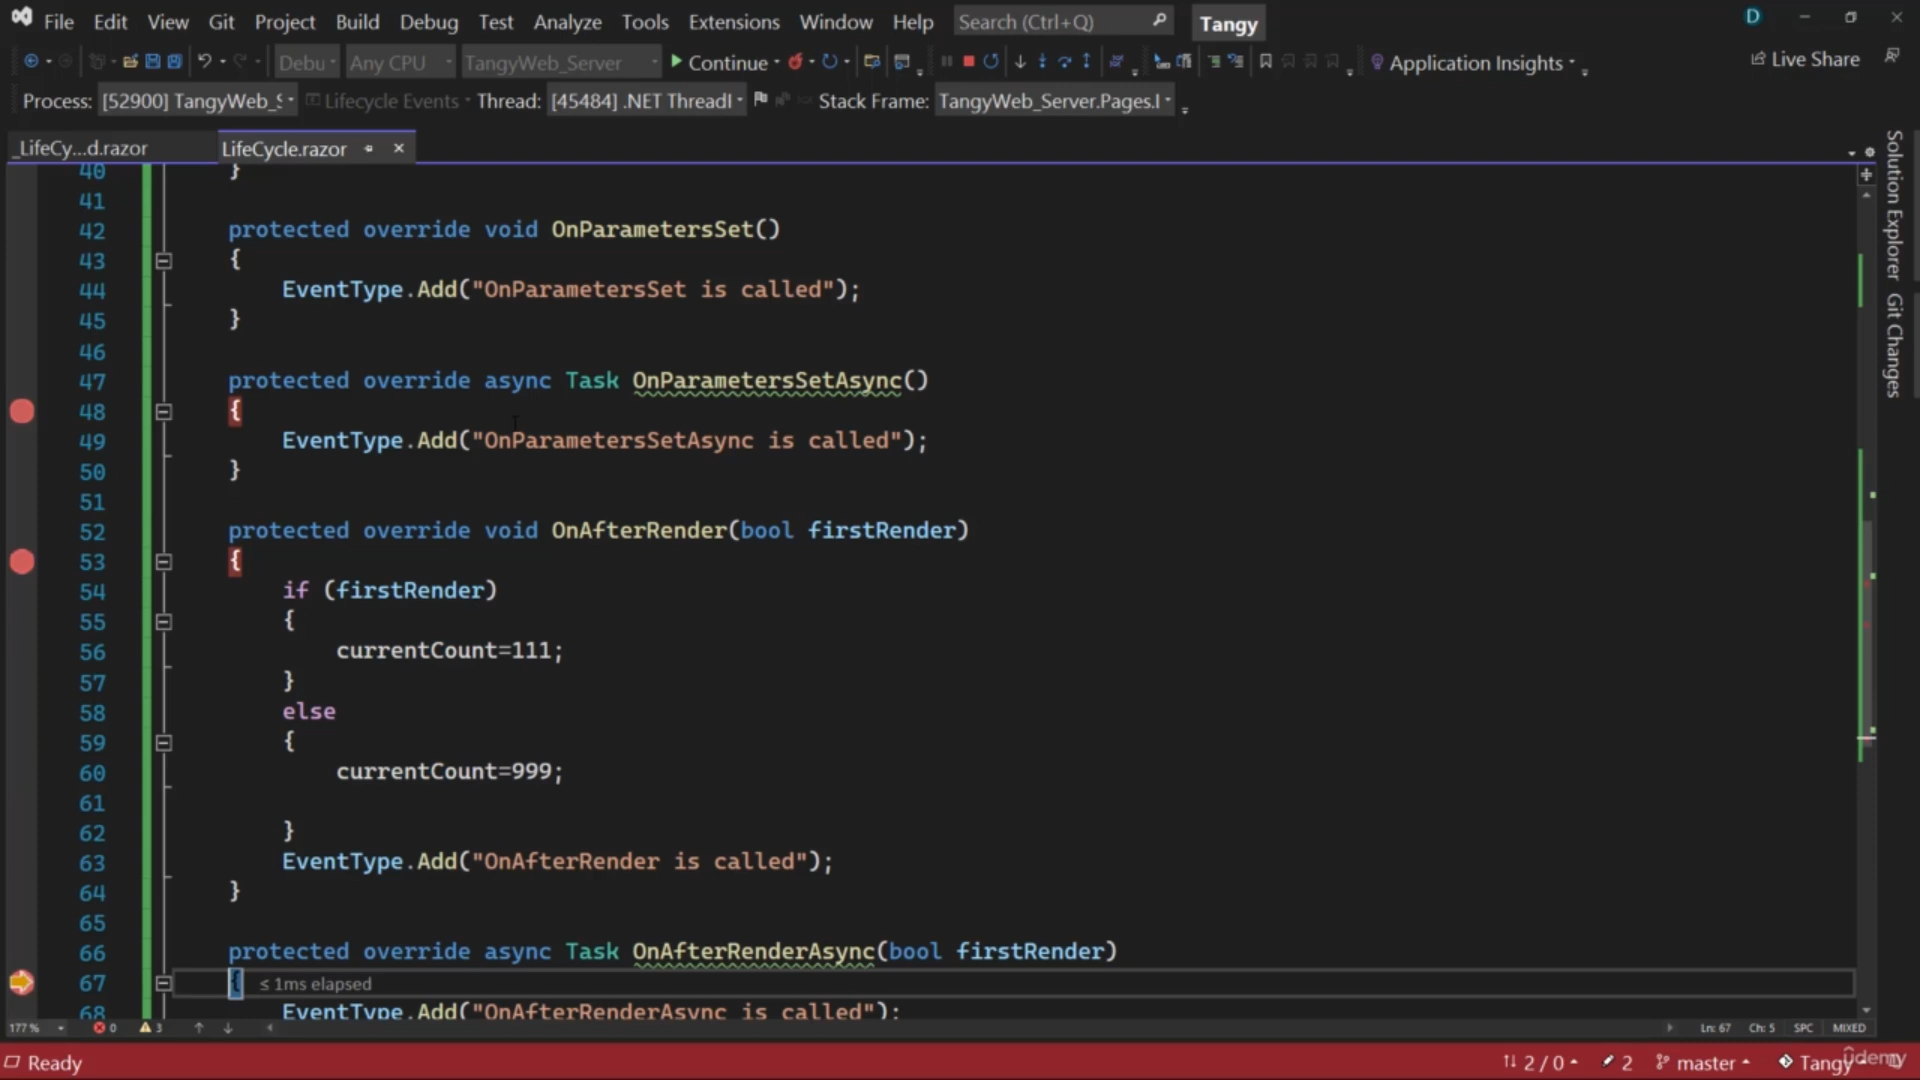 File Edit View Git Project Build Debug Test Analyze Tools Extensions Window Help Search (Ctrl+Q) Tangy D
Debug Any CPU TangyWeb_Server Continue Application Insights Live Share
Process: [52900] TangyWeb_S Lifecycle Events Thread: [45484] .NET ThreadI Stack Frame: TangyWeb_Server.Pages.I
_LifeCy...d.razor LifeCycle.razor
Solution Explorer
Git Changes
40 }
41
42 protected override void OnParametersSet()
43 {
44 EventType.Add("OnParametersSet is called");
45 }
46
47 protected override async Task OnParametersSetAsync()
48 {
49 EventType.Add("OnParametersSetAsync is called");
50 }
51
52 protected override void OnAfterRender(bool firstRender)
53 {
54 if (firstRender)
55 {
56 currentCount=111;
57 }
58 else
59 {
60 currentCount=999;
61
62 }
63 EventType.Add("OnAfterRender is called");
64 }
65
66 protected override async Task OnAfterRenderAsync(bool firstRender)
67 { ≤ 1ms elapsed
68 EventType.Add("OnAfterRenderAsync is called");
177 % 0 3 Ln: 67 Ch: 5 SPC MIXED
Ready 2 / 0 2 master Tangy
ûdemy